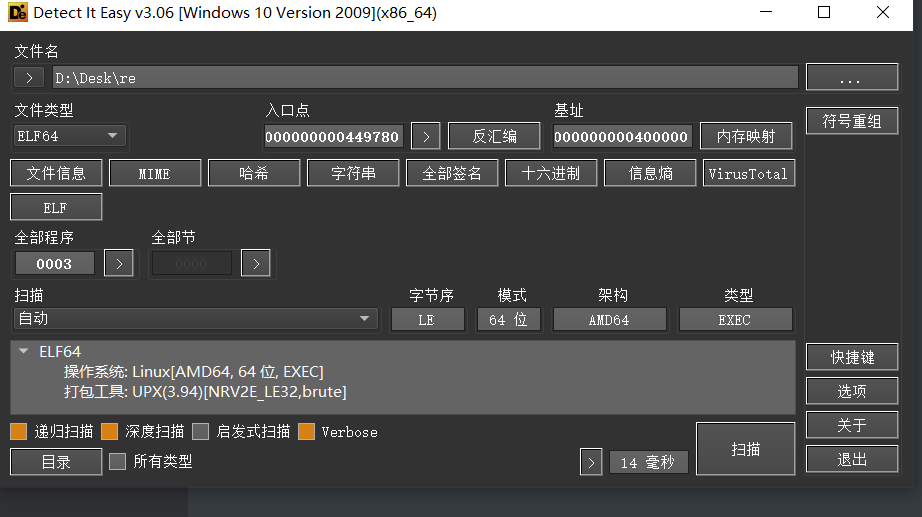 Detect It Easy v3.06 [Windows 10 Version 2009](x86_64)
文件名
> D:\Desk\re ...
文件类型 入口点 基址
ELF64 000000000449780 > 反汇编 000000000400000 内存映射 符号重组
文件信息 MIME 哈希 字符串 全部签名 十六进制 信息熵 VirusTotal
ELF
全部程序 全部节
0003 > 0000 >
扫描 字节序 模式 架构 类型
自动 LE 64 位 AMD64 EXEC
ELF64 快捷键
操作系统: Linux[AMD64, 64 位, EXEC]
打包工具: UPX(3.94)[NRV2E_LE32,brute] 选项
递归扫描 深度扫描 启发式扫描 Verbose 关于
目录 所有类型 > 14 毫秒 扫描 退出